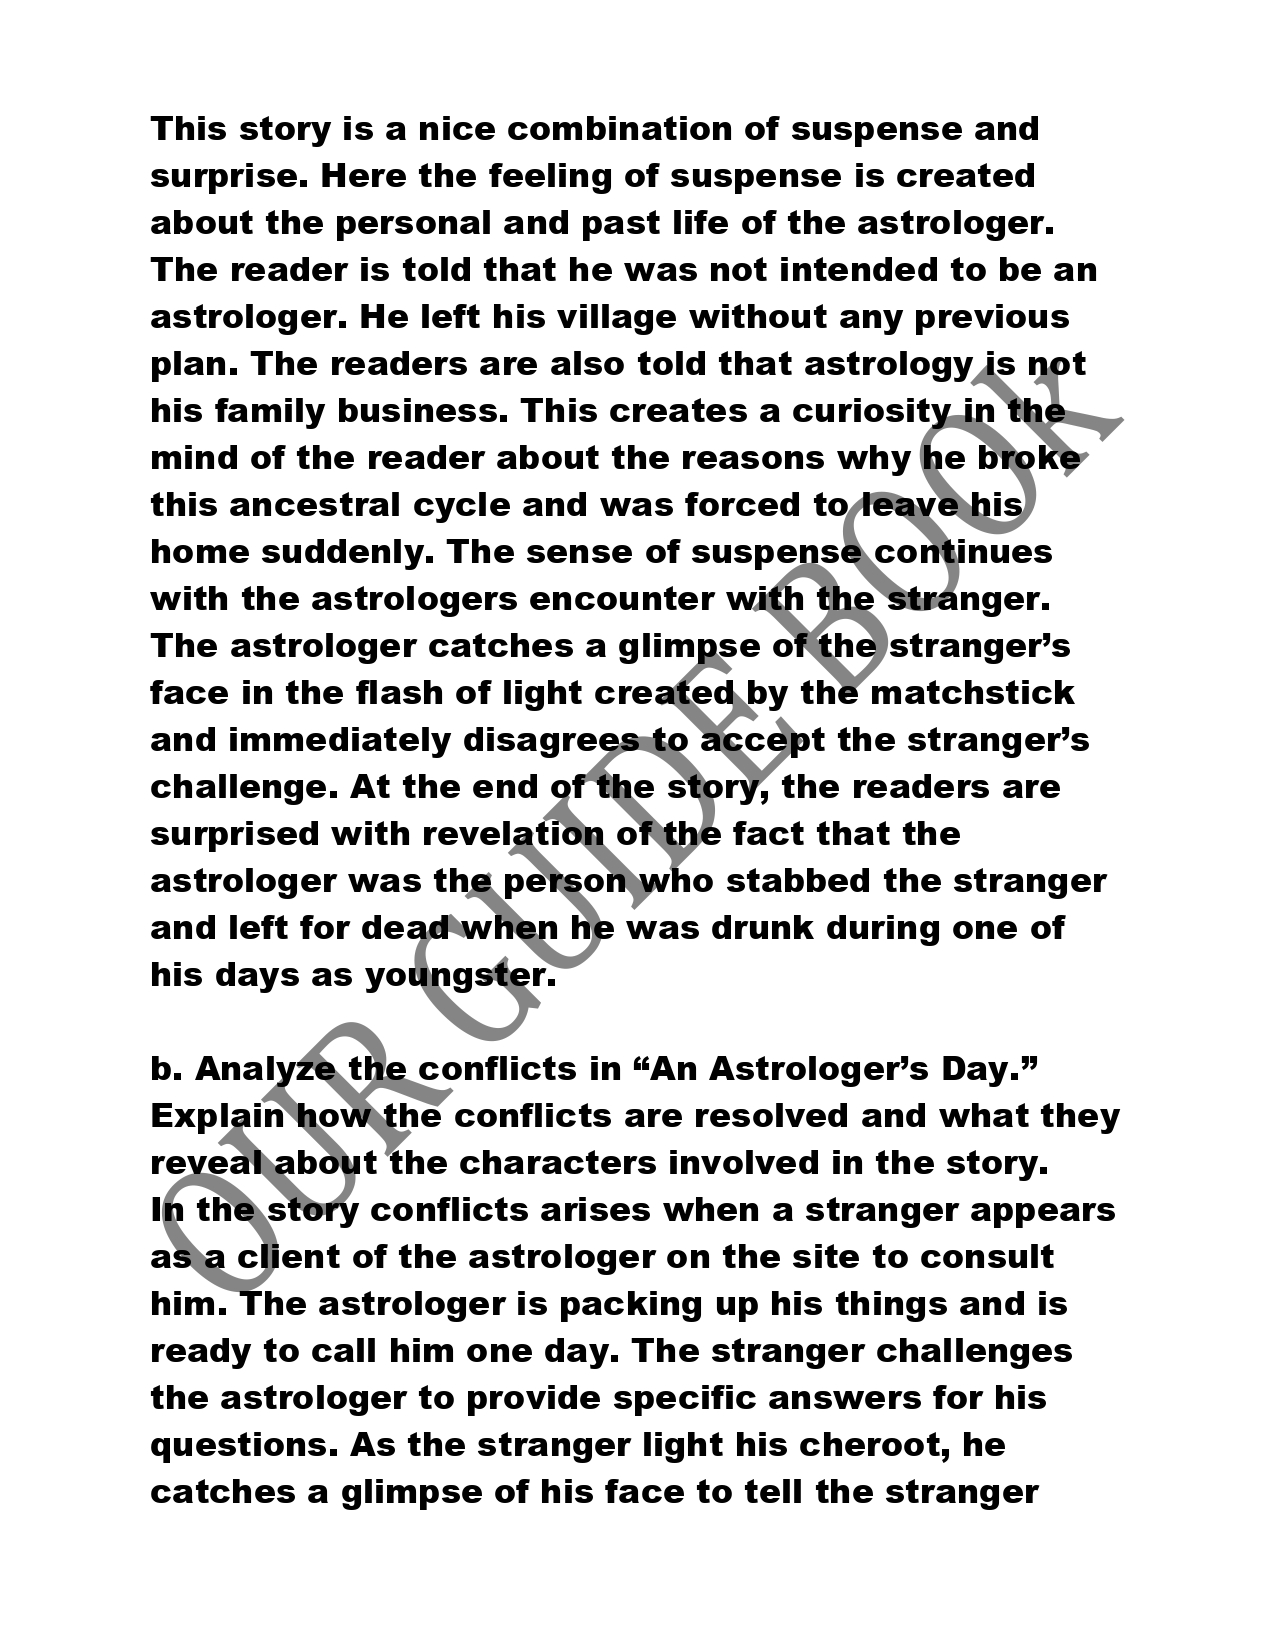 This story is a nice combination of suspense and
surprise. Here the feeling of suspense is created
about the personal and past life of the astrologer.
The reader is told that he was not intended to be an
astrologer. He left his village without any previous
plan. The readers are also told that astrology is not
his family business. This creates a curiosity in the
mind of the reader about the reasons why he broke
this ancestral cycle and was forced to leave his
home suddenly. The sense of suspense continues
with the astrologers encounter with the stranger.
The astrologer catches a glimpse of the stranger’s
face in the flash of light created by the matchstick
and immediately disagrees to accept the stranger’s
challenge. At the end of the story, the readers are
surprised with revelation of the fact that the
astrologer was the person who stabbed the stranger
and left for dead when he was drunk during one of
his days as youngster.
b. Analyze the conflicts in “An Astrologer’s Day.”
Explain how the conflicts are resolved and what they
reveal about the characters involved in the story.
In the story conflicts arises when a stranger appears
as a client of the astrologer on the site to consult
him. The astrologer is packing up his things and is
ready to call him one day. The stranger challenges
the astrologer to provide specific answers for his
questions. As the stranger light his cheroot, he
catches a glimpse of his face to tell the stranger
OUR GUIDE BOOk